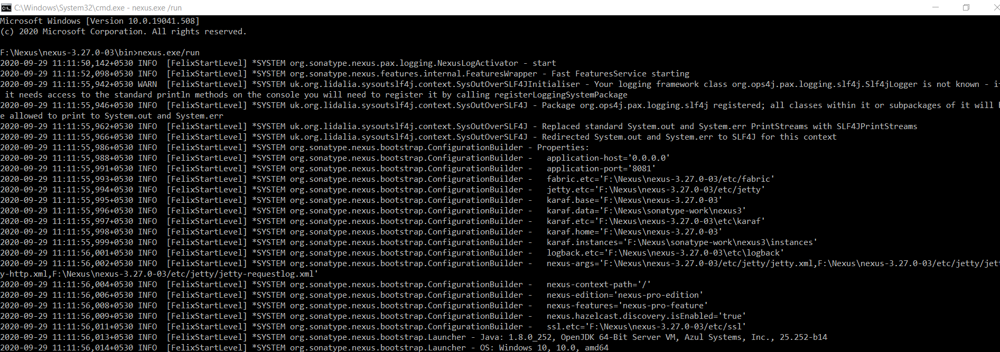 C:\Windows\System32\cmd.exe - nexus.exe /run
Microsoft Windows [Version 10.0.19041.508]
(c) 2020 Microsoft Corporation. All rights reserved.
F:\Nexus\nexus-3.27.0-03\bin>nexus.exe/run
2020-09-29 11:11:50,142+0530 INFO  [FelixStartLevel] *SYSTEM org.sonatype.nexus.pax.logging.NexusLogActivator - start
2020-09-29 11:11:52,098+0530 INFO  [FelixStartLevel] *SYSTEM org.sonatype.nexus.features.internal.FeaturesWrapper - Fast FeaturesService starting
2020-09-29 11:11:55,942+0530 WARN  [FelixStartLevel] *SYSTEM uk.org.lidalia.sysoutslf4j.context.SysOutOverSLF4JInitialiser - Your logging framework class org.ops4j.pax.logging.slf4j.Slf4jLogger is not known - i
it needs access to the standard println methods on the console you will need to register it by calling registerLoggingSystemPackage
2020-09-29 11:11:55,946+0530 INFO  [FelixStartLevel] *SYSTEM uk.org.lidalia.sysoutslf4j.context.SysOutOverSLF4J - Package org.ops4j.pax.logging.slf4j registered; all classes within it or subpackages of it will b
e allowed to print to System.out and System.err
2020-09-29 11:11:55,962+0530 INFO  [FelixStartLevel] *SYSTEM uk.org.lidalia.sysoutslf4j.context.SysOutOverSLF4J - Replaced standard System.out and System.err PrintStreams with SLF4JPrintStreams
2020-09-29 11:11:55,966+0530 INFO  [FelixStartLevel] *SYSTEM uk.org.lidalia.sysoutslf4j.context.SysOutOverSLF4J - Redirected System.out and System.err to SLF4J for this context
2020-09-29 11:11:55,986+0530 INFO  [FelixStartLevel] *SYSTEM org.sonatype.nexus.bootstrap.ConfigurationBuilder - Properties:
2020-09-29 11:11:55,988+0530 INFO  [FelixStartLevel] *SYSTEM org.sonatype.nexus.bootstrap.ConfigurationBuilder -   application-host='0.0.0.0'
2020-09-29 11:11:55,991+0530 INFO  [FelixStartLevel] *SYSTEM org.sonatype.nexus.bootstrap.ConfigurationBuilder -   application-port='8081'
2020-09-29 11:11:55,993+0530 INFO  [FelixStartLevel] *SYSTEM org.sonatype.nexus.bootstrap.ConfigurationBuilder -   fabric.etc='F:\Nexus\nexus-3.27.0-03/etc/fabric'
2020-09-29 11:11:55,994+0530 INFO  [FelixStartLevel] *SYSTEM org.sonatype.nexus.bootstrap.ConfigurationBuilder -   jetty.etc='F:\Nexus\nexus-3.27.0-03/etc/jetty'
2020-09-29 11:11:55,995+0530 INFO  [FelixStartLevel] *SYSTEM org.sonatype.nexus.bootstrap.ConfigurationBuilder -   karaf.base='F:\Nexus\nexus-3.27.0-03'
2020-09-29 11:11:55,996+0530 INFO  [FelixStartLevel] *SYSTEM org.sonatype.nexus.bootstrap.ConfigurationBuilder -   karaf.data='F:\Nexus\sonatype-work\nexus3'
2020-09-29 11:11:55,997+0530 INFO  [FelixStartLevel] *SYSTEM org.sonatype.nexus.bootstrap.ConfigurationBuilder -   karaf.etc='F:\Nexus\nexus-3.27.0-03\etc\karaf'
2020-09-29 11:11:55,998+0530 INFO  [FelixStartLevel] *SYSTEM org.sonatype.nexus.bootstrap.ConfigurationBuilder -   karaf.home='F:\Nexus\nexus-3.27.0-03'
2020-09-29 11:11:55,999+0530 INFO  [FelixStartLevel] *SYSTEM org.sonatype.nexus.bootstrap.ConfigurationBuilder -   karaf.instances='F:\Nexus\sonatype-work\nexus3\instances'
2020-09-29 11:11:56,001+0530 INFO  [FelixStartLevel] *SYSTEM org.sonatype.nexus.bootstrap.ConfigurationBuilder -   logback.etc='F:\Nexus\nexus-3.27.0-03\etc\logback'
2020-09-29 11:11:56,002+0530 INFO  [FelixStartLevel] *SYSTEM org.sonatype.nexus.bootstrap.ConfigurationBuilder -   nexus-args='F:\Nexus\nexus-3.27.0-03/etc/jetty/jetty.xml,F:\Nexus\nexus-3.27.0-03/etc/jetty/jett
y-http.xml,F:\Nexus\nexus-3.27.0-03/etc/jetty/jetty-requestlog.xml'
2020-09-29 11:11:56,004+0530 INFO  [FelixStartLevel] *SYSTEM org.sonatype.nexus.bootstrap.ConfigurationBuilder -   nexus-context-path='/'
2020-09-29 11:11:56,006+0530 INFO  [FelixStartLevel] *SYSTEM org.sonatype.nexus.bootstrap.ConfigurationBuilder -   nexus-edition='nexus-pro-edition'
2020-09-29 11:11:56,008+0530 INFO  [FelixStartLevel] *SYSTEM org.sonatype.nexus.bootstrap.ConfigurationBuilder -   nexus-features='nexus-pro-feature'
2020-09-29 11:11:56,009+0530 INFO  [FelixStartLevel] *SYSTEM org.sonatype.nexus.bootstrap.ConfigurationBuilder -   nexus.hazelcast.discovery.isEnabled='true'
2020-09-29 11:11:56,011+0530 INFO  [FelixStartLevel] *SYSTEM org.sonatype.nexus.bootstrap.ConfigurationBuilder -   ssl.etc='F:\Nexus\nexus-3.27.0-03/etc/ssl'
2020-09-29 11:11:56,013+0530 INFO  [FelixStartLevel] *SYSTEM org.sonatype.nexus.bootstrap.Launcher - Java: 1.8.0_252, OpenJDK 64-Bit Server VM, Azul Systems, Inc., 25.252-b14
2020-09-29 11:11:56,014+0530 INFO  [FelixStartLevel] *SYSTEM org.sonatype.nexus.bootstrap.Launcher - OS: Windows 10, 10.0, amd64